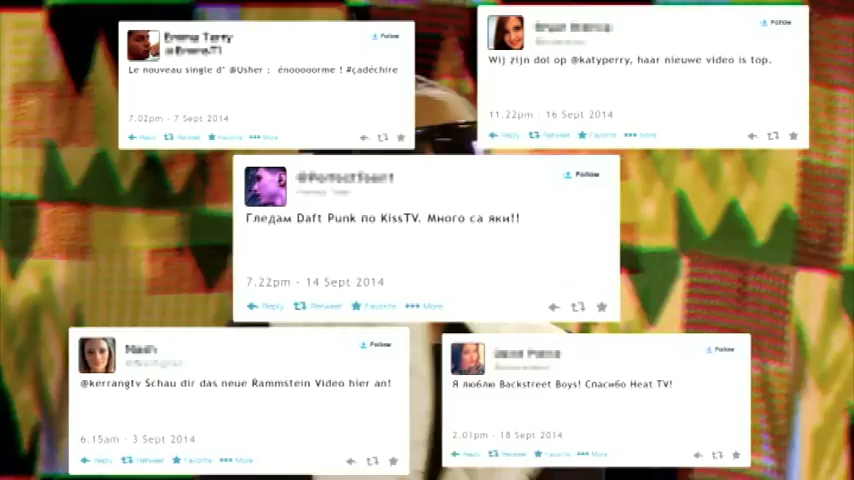 Emma Terry
@EmmsT1
Follow
Le nouveau single d' @Usher : énooooorme ! #çadéchire
7.02pm - 7 Sept 2014
Reply Retweet Favorite More
Follow
Wij zijn dol op @katyperry, haar nieuwe video is top.
11.22pm - 16 Sept 2014
Reply Retweet Favorite More
Follow
Гледам Daft Punk по KissTV. Много са яки!!
7.22pm - 14 Sept 2014
Reply Retweet Favorite More
Follow
@kerrangtv Schau dir das neue Rammstein Video hier an!
6.15am - 3 Sept 2014
Reply Retweet Favorite More
Follow
Я люблю Backstreet Boys! Спасибо Heat TV!
2.01pm - 18 Sept 2014
Reply Retweet Favorite More